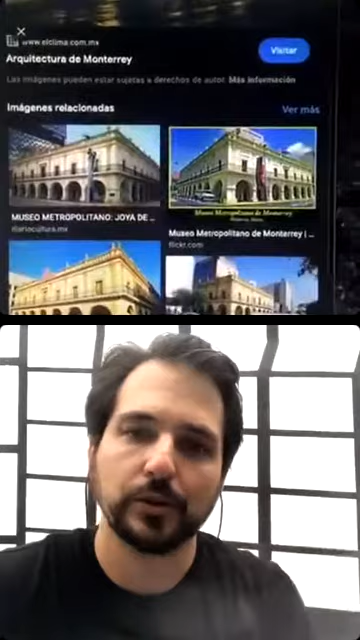 www.elclima.com.mx
Arquitectura de Monterrey
Visitar
Las imágenes pueden estar sujetas a derechos de autor. Más información
Imágenes relacionadas
Ver más
MUSEO METROPOLITANO: JOYA DE ...
diariocultura.mx
Museo Metropolitano de Monterrey
Museo Metropolitano de Monterrey | ...
flickr.com